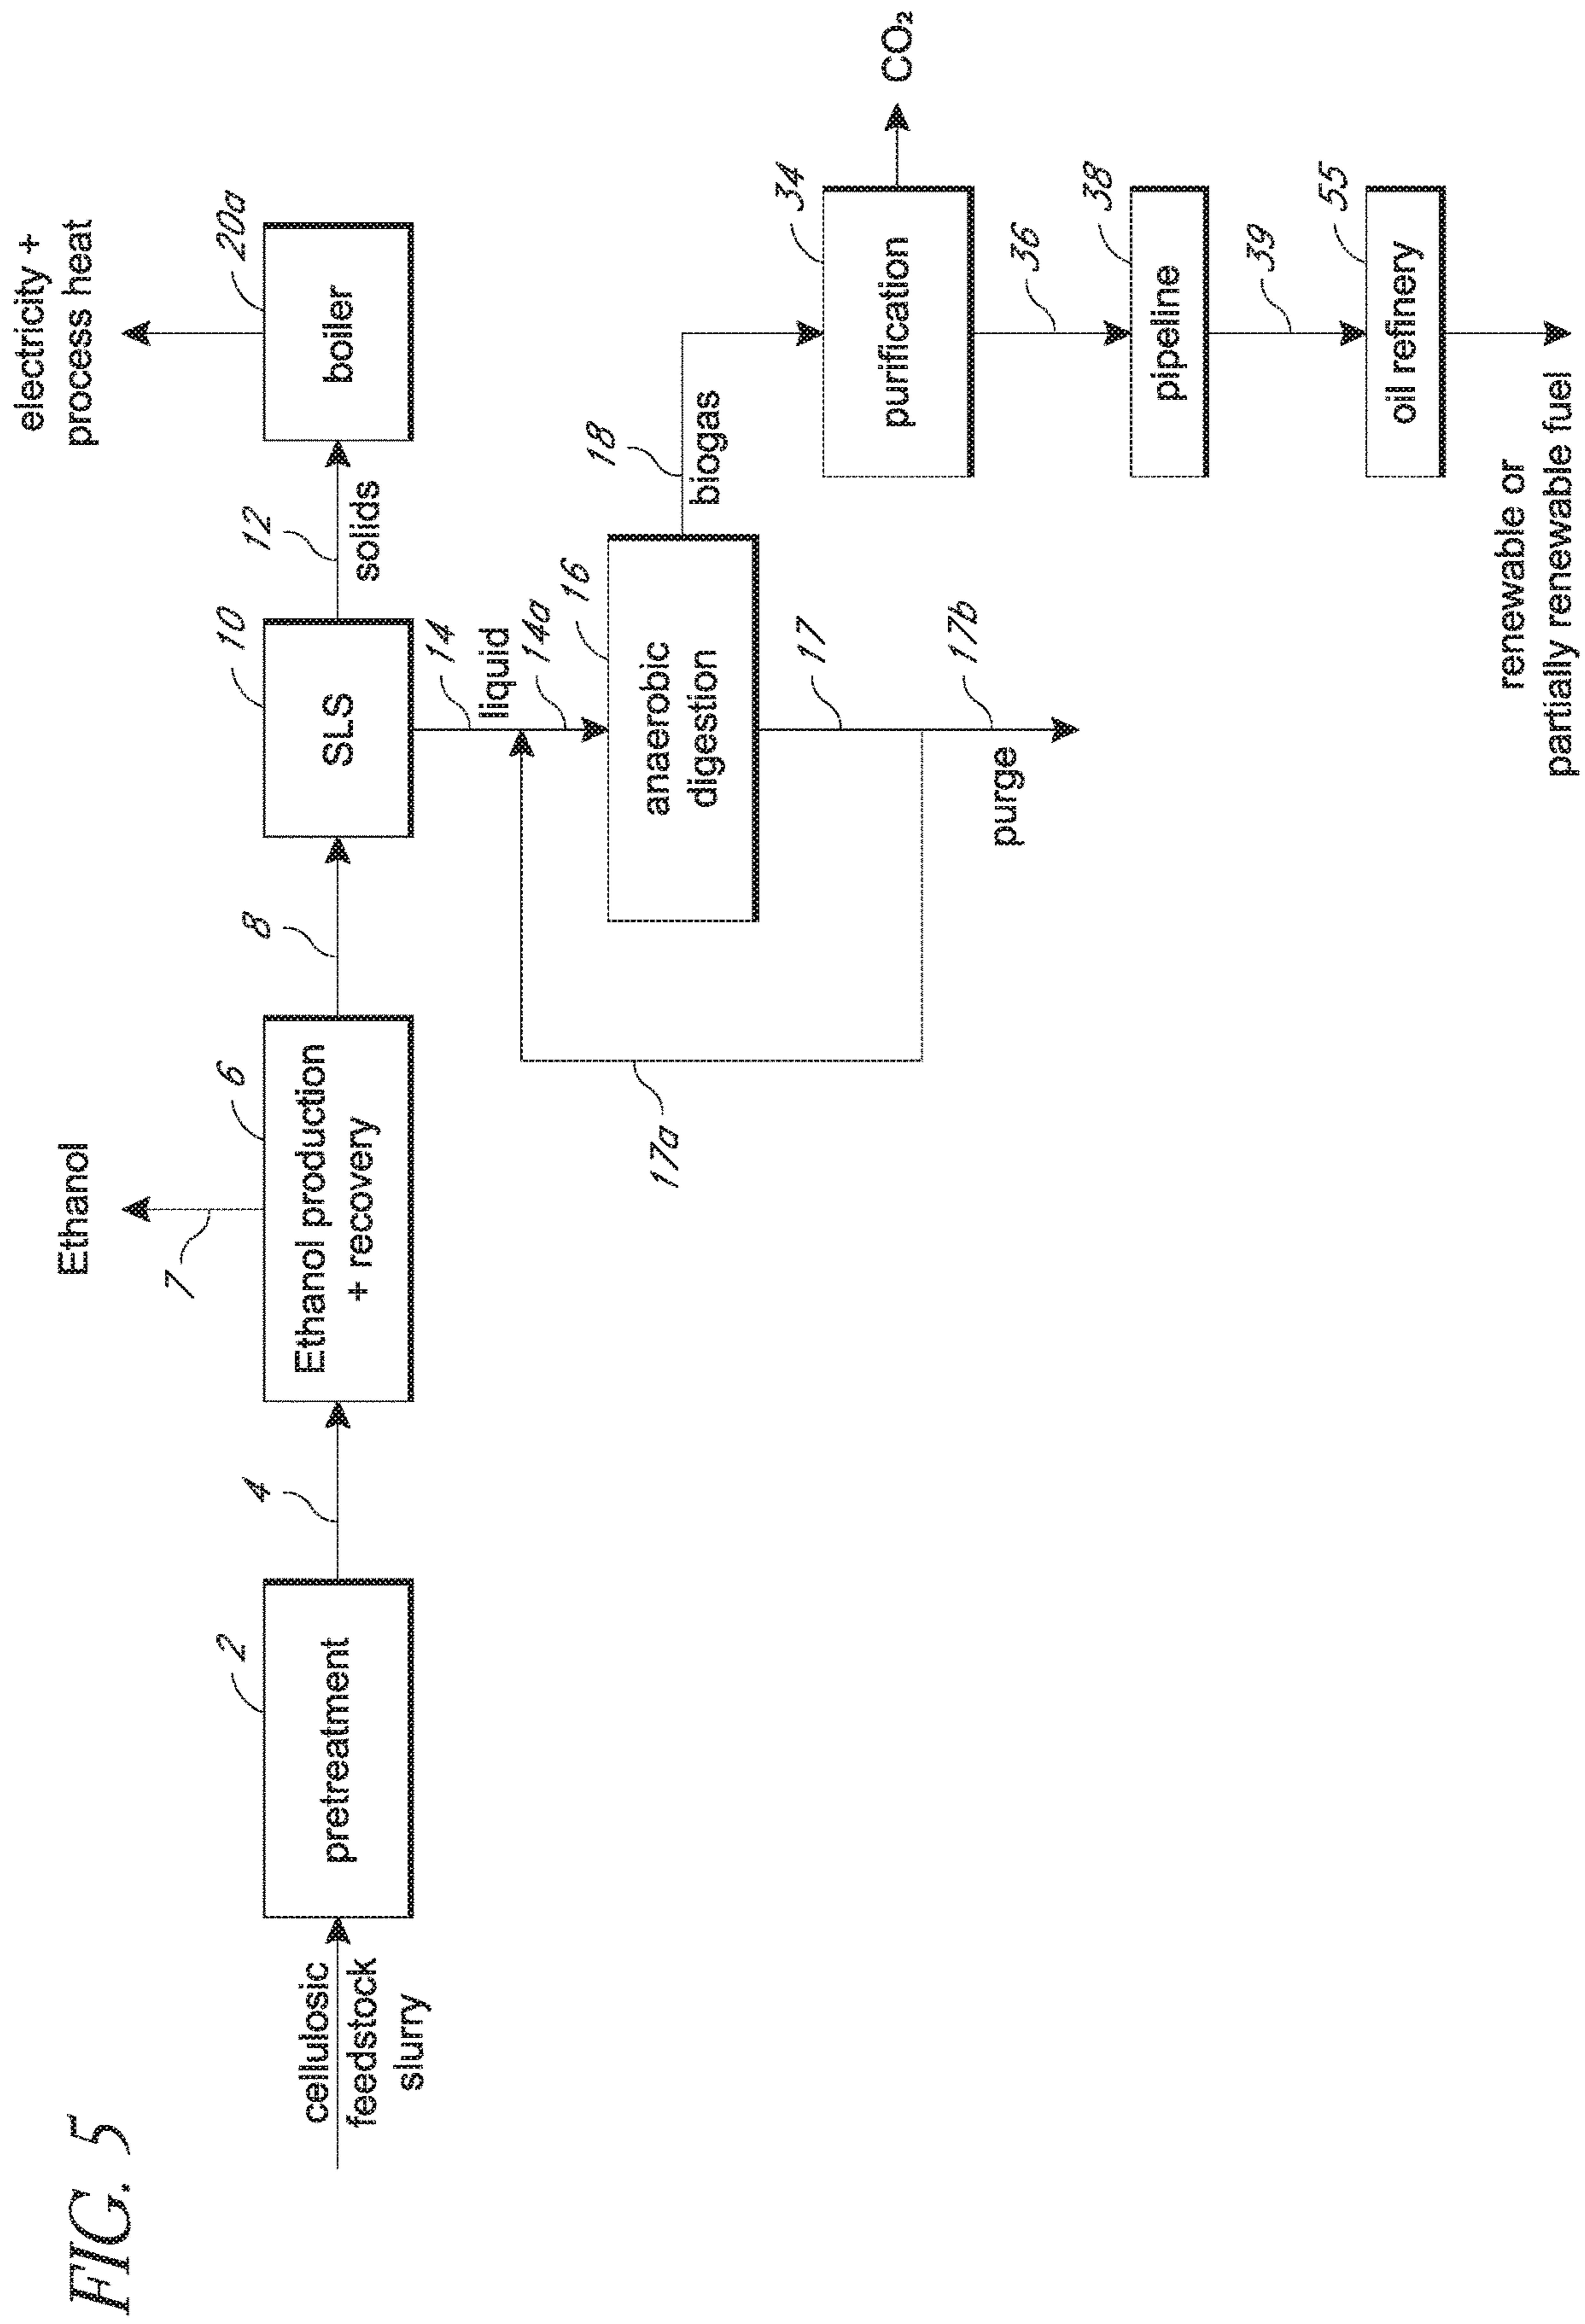 FIG. 5
cellulosic
feedstock
slurry
2
pretreatment
4
Ethanol
7
6
Ethanol production
+ recovery
8
10
SLS
12
solids
electricity +
process heat
20a
boiler
14
liquid
14a
16
anaerobic
digestion
17a
17
17b
purge
18
biogas
34
purification
CO₂
36
38
pipeline
39
55
oil refinery
renewable or
partially renewable fuel